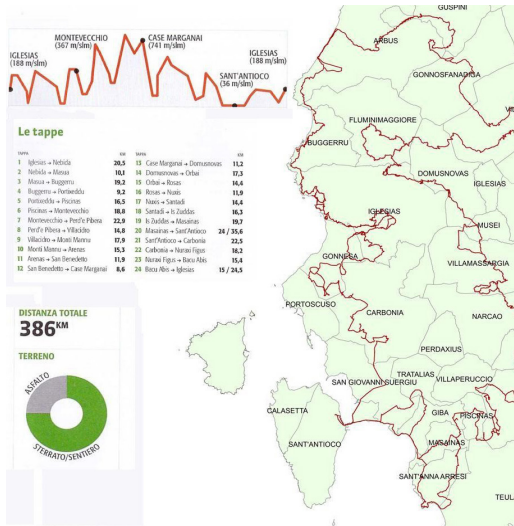 MONTEVECCHIO
(367 m/slm)
CASE MARGANAI
(741 m/slm)
IGLESIAS
(188 m/slm)
IGLESIAS
(188 m/slm)
SANT'ANTIOCO
(36 m/slm)
Le tappe
TAPPA KM
1 Iglesias → Nebida 20,5
2 Nebida → Masua 10,1
3 Masua → Buggerru 19,2
4 Buggerru → Portixeddu 9,2
5 Portixeddu → Piscinas 16,5
6 Piscinas → Montevecchio 18,8
7 Montevecchio → Perd'e Pibera 22,9
8 Perd'e Pibera → Villacidro 14,8
9 Villacidro → Monti Mannu 17,9
10 Monti Mannu → Arenas 15,3
11 Arenas → San Benedetto 11,9
12 San Benedetto → Case Marganai 8,6
TAPPA KM
13 Case Marganai → Domusnovas 11,2
14 Domusnovas → Orbai 17,3
15 Orbai → Rosas 14,4
16 Rosas → Nuxis 11,9
17 Nuxis → Santadi 14,4
18 Santadi → Is Zuddas 16,3
19 Is Zuddas → Masainas 19,7
20 Masainas → Sant'Antioco 24 / 35,6
21 Sant'Antioco → Carbonia 22,5
22 Carbonia → Nuraxi Figus 18,2
23 Nuraxi Figus → Bacu Abis 15,4
24 Bacu Abis → Iglesias 15 / 24,5
DISTANZA TOTALE
386 KM
TERRENO
ASFALTO
STERRATO/SENTIERO
GUSPINI
ARBUS
GONNOSFANADIGA
FLUMINIMAGGIORE
BUGGERRU
DOMUSNOVAS
IGLESIAS
IGLESIAS
MUSEI
GONNESA
VILLAMASSARGIA
PORTOSCUSO
CARBONIA
NARCAO
PERDAXIUS
TRATALIAS
VILLAPERUCCIO
SAN GIOVANNI SUERGIU
CALASETTA
GIBA
PISCINAS
SANT'ANTIOCO
MASAINAS
SANT'ANNA ARRESI
TEUL